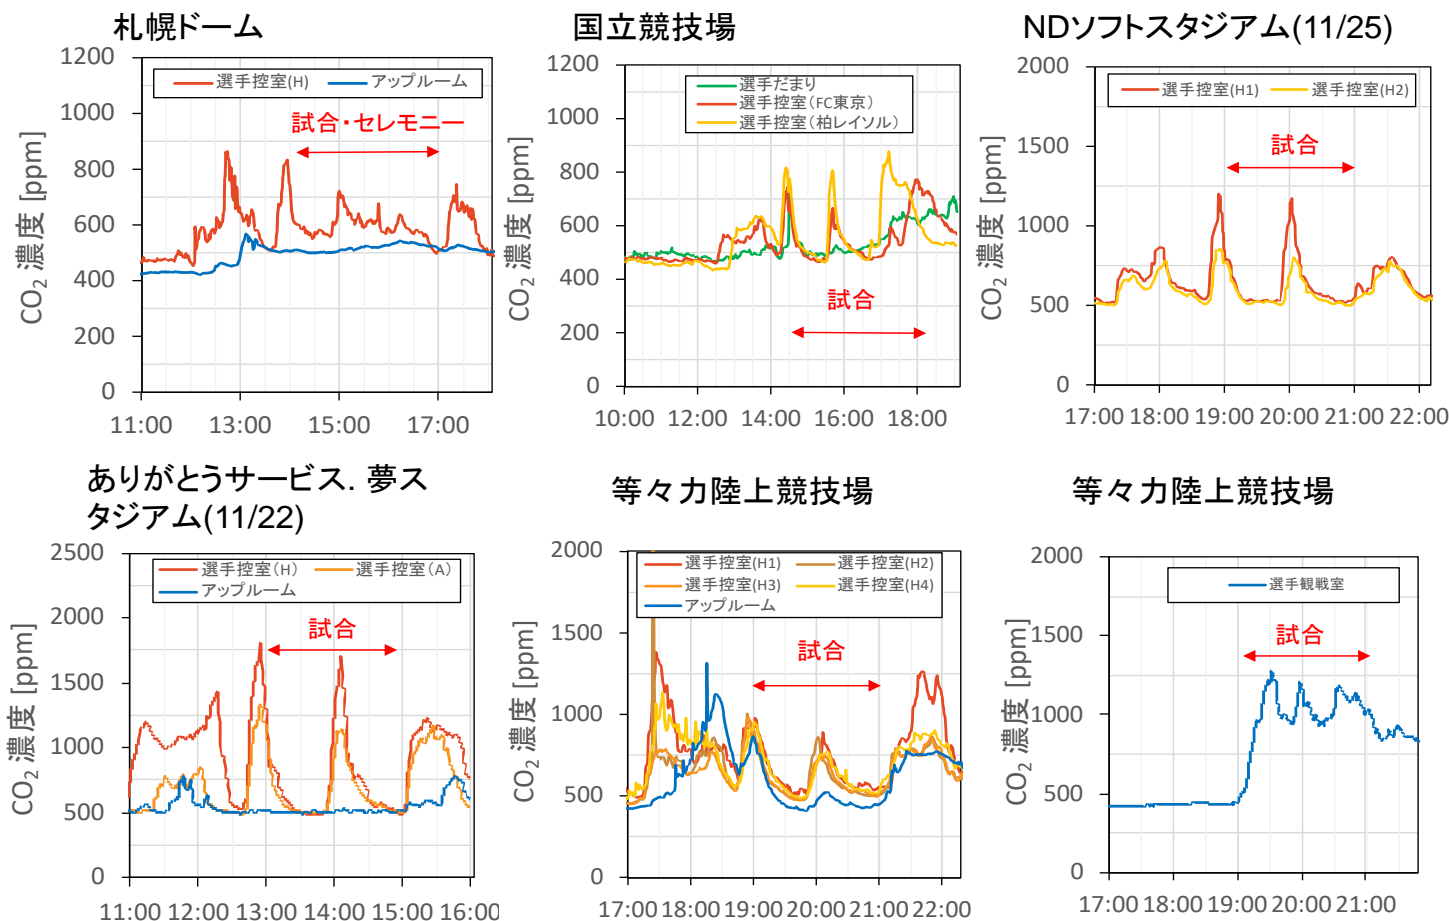 札幌ドーム
1200
1000
800
600
400
200
0
CO2 濃度 [ppm]
選手控室(H)
アップルーム
試合・セレモニー
11:00 13:00 15:00 17:00
国立競技場
1200
1000
800
600
400
200
0
CO2 濃度 [ppm]
選手だまり
選手控室(FC東京)
選手控室(柏レイソル)
試合
10:00 12:00 14:00 16:00 18:00
NDソフトスタジアム(11/25)
2000
1500
1000
500
0
CO2 濃度 [ppm]
選手控室(H1)
選手控室(H2)
試合
17:00 18:00 19:00 20:00 21:00 22:00
ありがとうサービス. 夢ス
タジアム(11/22)
2500
2000
1500
1000
500
0
CO2 濃度 [ppm]
選手控室(H)
選手控室(A)
アップルーム
試合
11:00 12:00 13:00 14:00 15:00 16:00
等々力陸上競技場
2000
1500
1000
500
0
CO2 濃度 [ppm]
選手控室(H1)
選手控室(H2)
選手控室(H3)
選手控室(H4)
アップルーム
試合
17:00 18:00 19:00 20:00 21:00 22:00
等々力陸上競技場
2000
1500
1000
500
0
CO2 濃度 [ppm]
選手観戦室
試合
17:00 18:00 19:00 20:00 21:00